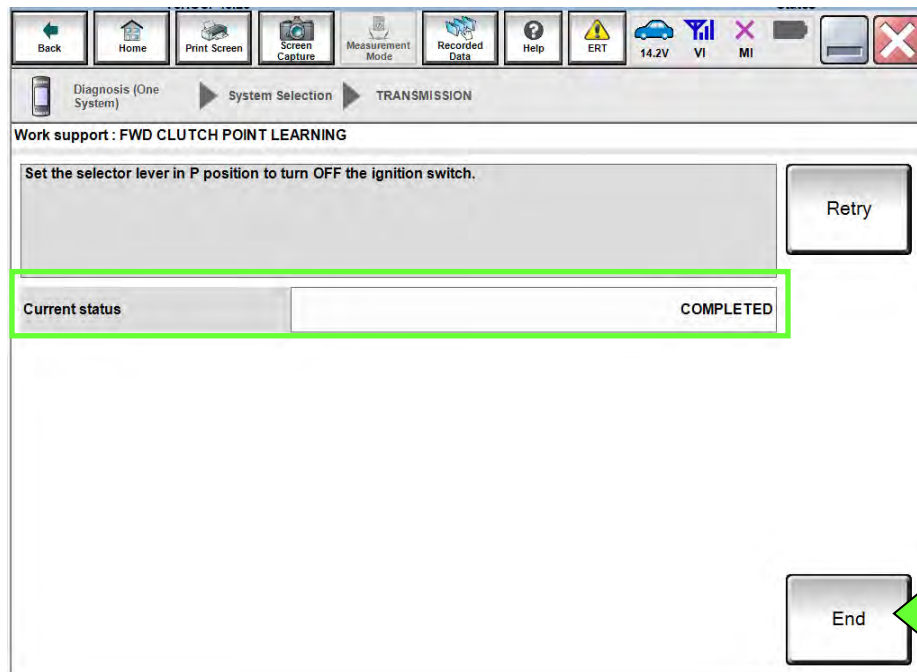 Back
Home
Print Screen
Screen
Capture
Measurement
Mode
Recorded
Data
Help
ERT
14.2V
VI
MI
Diagnosis (One
System)
System Selection
TRANSMISSION
Work support : FWD CLUTCH POINT LEARNING
Set the selector lever in P position to turn OFF the ignition switch.
Retry
Current status
COMPLETED
End